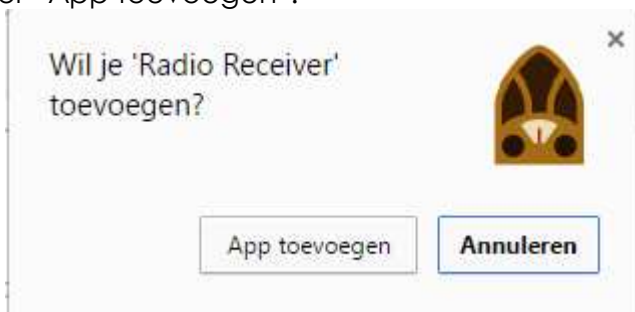 "App toevoegen".
Wil je 'Radio Receiver'
toevoegen?
App toevoegen
Annuleren